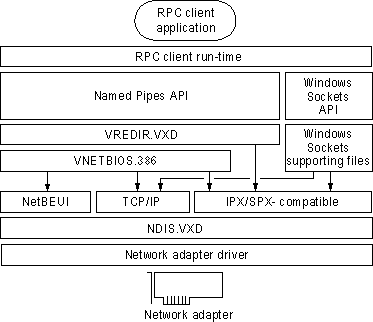 RPC client
application
RPC client run-time
Named Pipes API
Windows
Sockets
API
VREDIR.VXD
Windows
Sockets
supporting files
VNETBIOS.386
NetBEUI
TCP/IP
IPX/SPX- compatible
NDIS.VXD
Network adapter driver
Network adapter